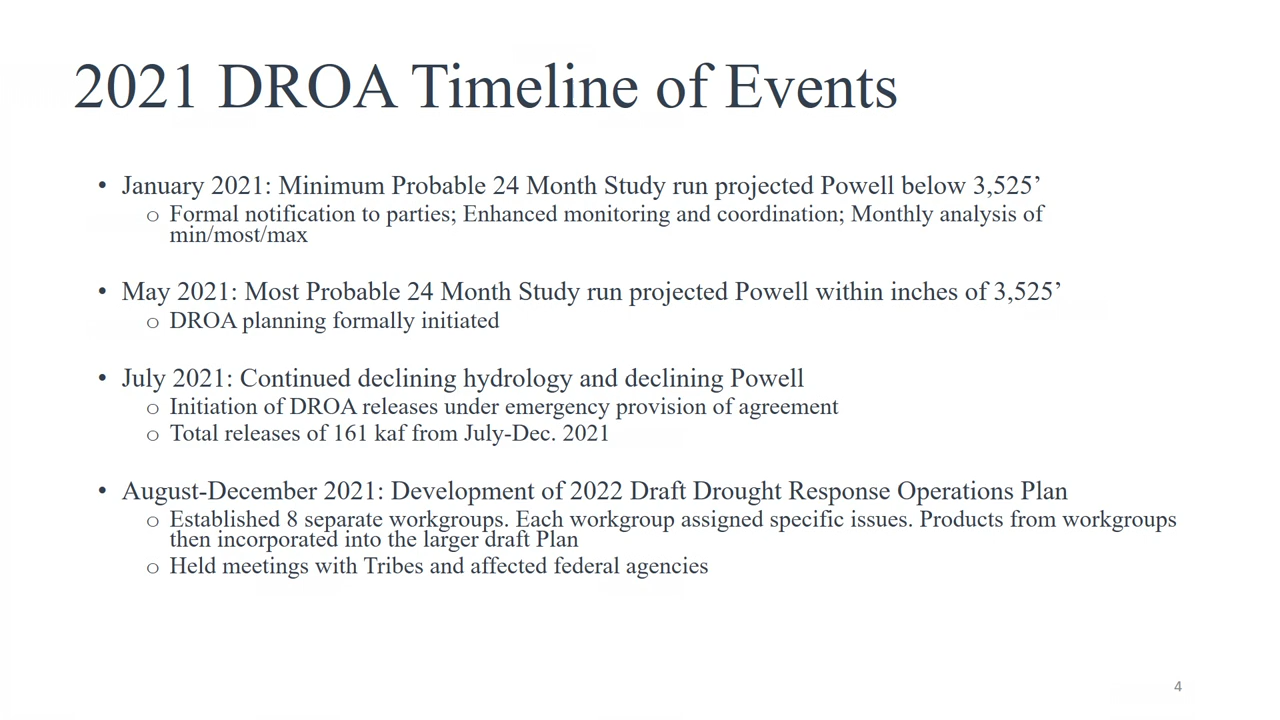 2021 DROA Timeline of Events
• January 2021: Minimum Probable 24 Month Study run projected Powell below 3,525’
o Formal notification to parties; Enhanced monitoring and coordination; Monthly analysis of
min/most/max
• May 2021: Most Probable 24 Month Study run projected Powell within inches of 3,525’
o DROA planning formally initiated
• July 2021: Continued declining hydrology and declining Powell
o Initiation of DROA releases under emergency provision of agreement
o Total releases of 161 kaf from July-Dec. 2021
• August-December 2021: Development of 2022 Draft Drought Response Operations Plan
o Established 8 separate workgroups. Each workgroup assigned specific issues. Products from workgroups
then incorporated into the larger draft Plan
o Held meetings with Tribes and affected federal agencies
4